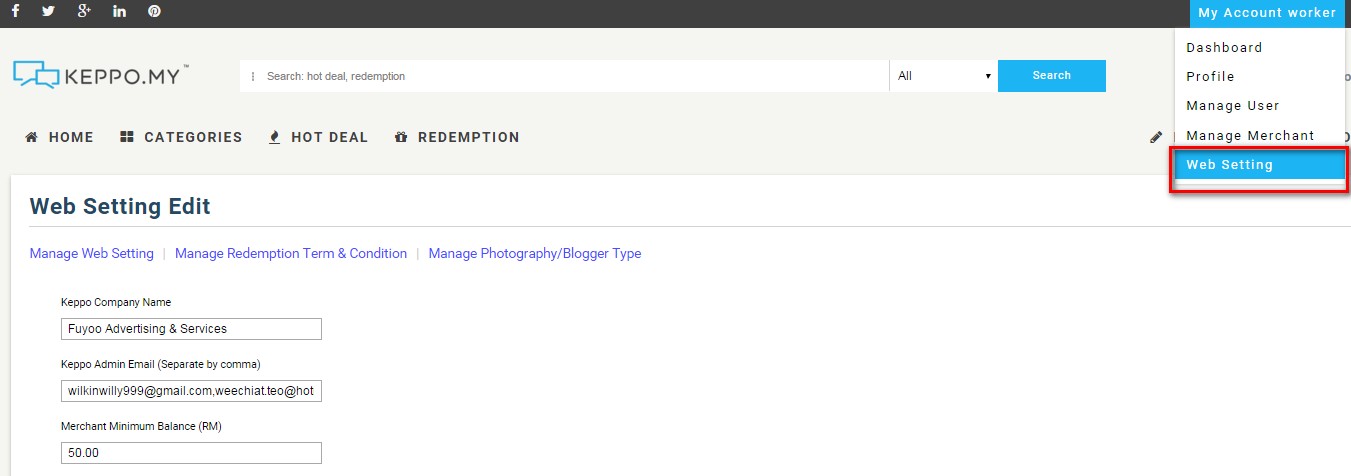 My Account worker
Dashboard
Profile
Manage User
Manage Merchant
Web Setting
KEPPO.MY™
Search: hot deal, redemption
All
Search
HOME
CATEGORIES
HOT DEAL
REDEMPTION
Web Setting Edit
Manage Web Setting | Manage Redemption Term & Condition | Manage Photography/Blogger Type
Keppo Company Name
Fuyoo Advertising & Services
Keppo Admin Email (Separate by comma)
wilkinwilly999@gmail.com,weechiat.teo@hot
Merchant Minimum Balance (RM)
50.00